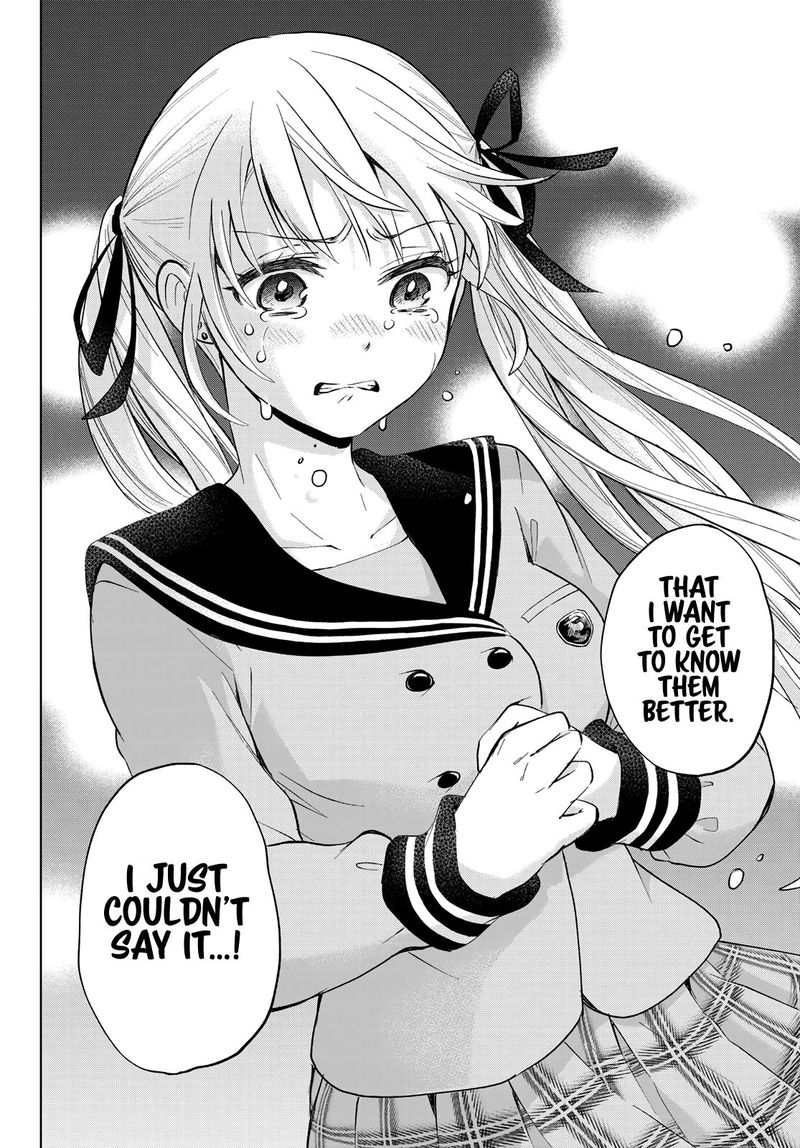 THAT
I WANT
TO GET
TO KNOW
THEM
BETTER.
I JUST
COULDN'T
SAY IT...!